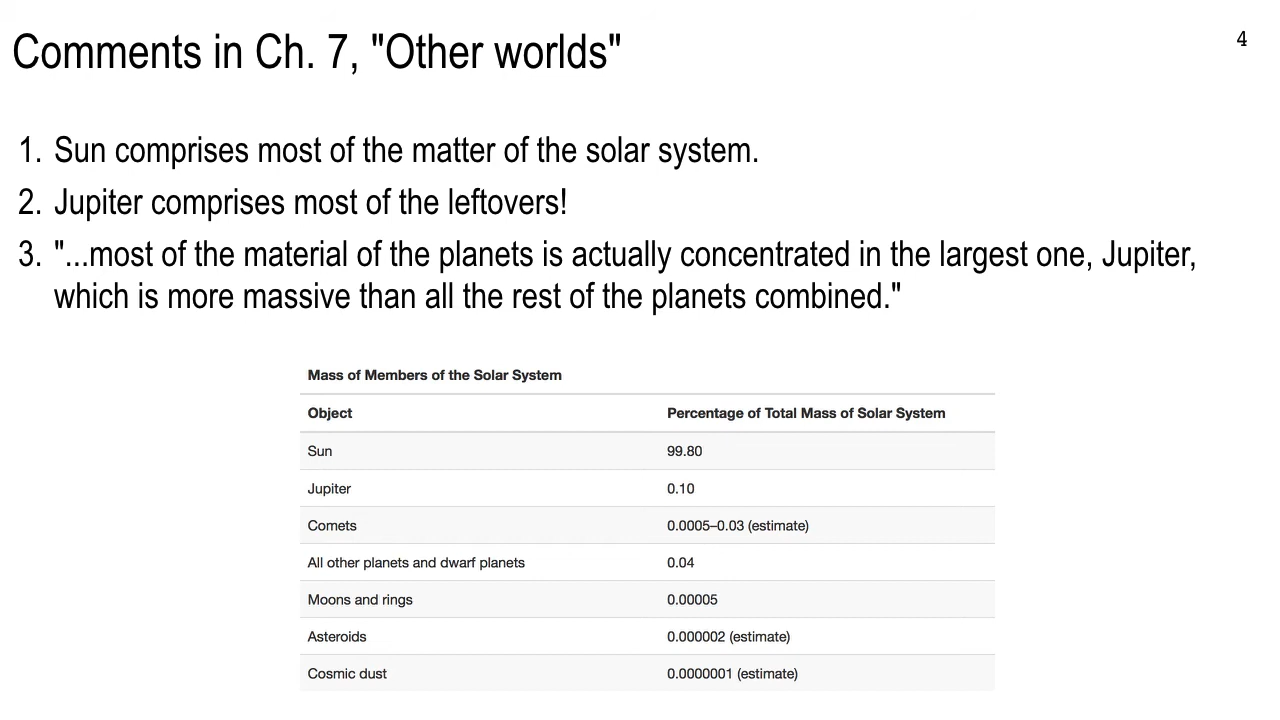 Comments in Ch. 7, "Other worlds"
4
1. Sun comprises most of the matter of the solar system.
2. Jupiter comprises most of the leftovers!
3. "...most of the material of the planets is actually concentrated in the largest one, Jupiter,
which is more massive than all the rest of the planets combined."
Mass of Members of the Solar System
Object Percentage of Total Mass of Solar System
Sun 99.80
Jupiter 0.10
Comets 0.0005–0.03 (estimate)
All other planets and dwarf planets 0.04
Moons and rings 0.00005
Asteroids 0.000002 (estimate)
Cosmic dust 0.0000001 (estimate)